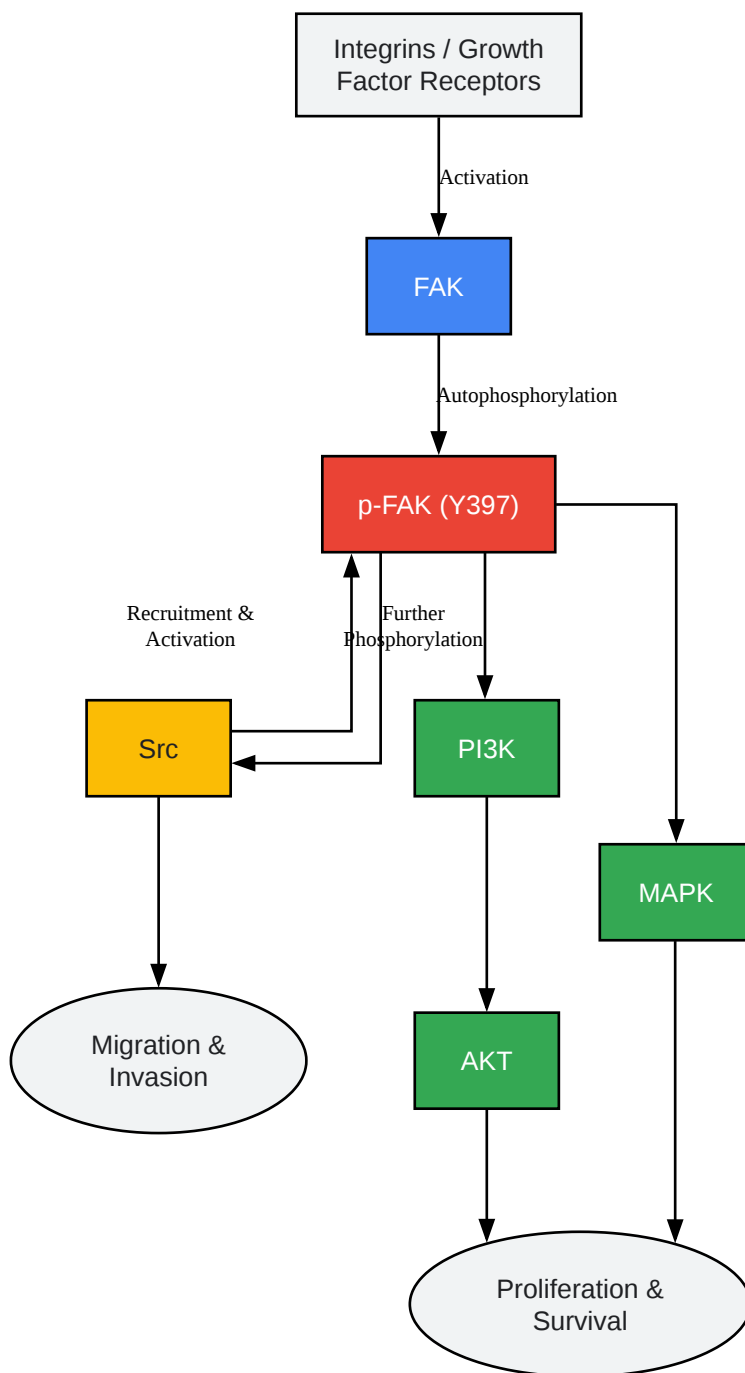 Integrins / Growth
Factor Receptors
Activation
FAK
Autophosphorylation
p-FAK (Y397)
Recruitment &
Activation
Further
Phosphorylation
Src
PI3K
MAPK
Migration &
Invasion
AKT
Proliferation &
Survival